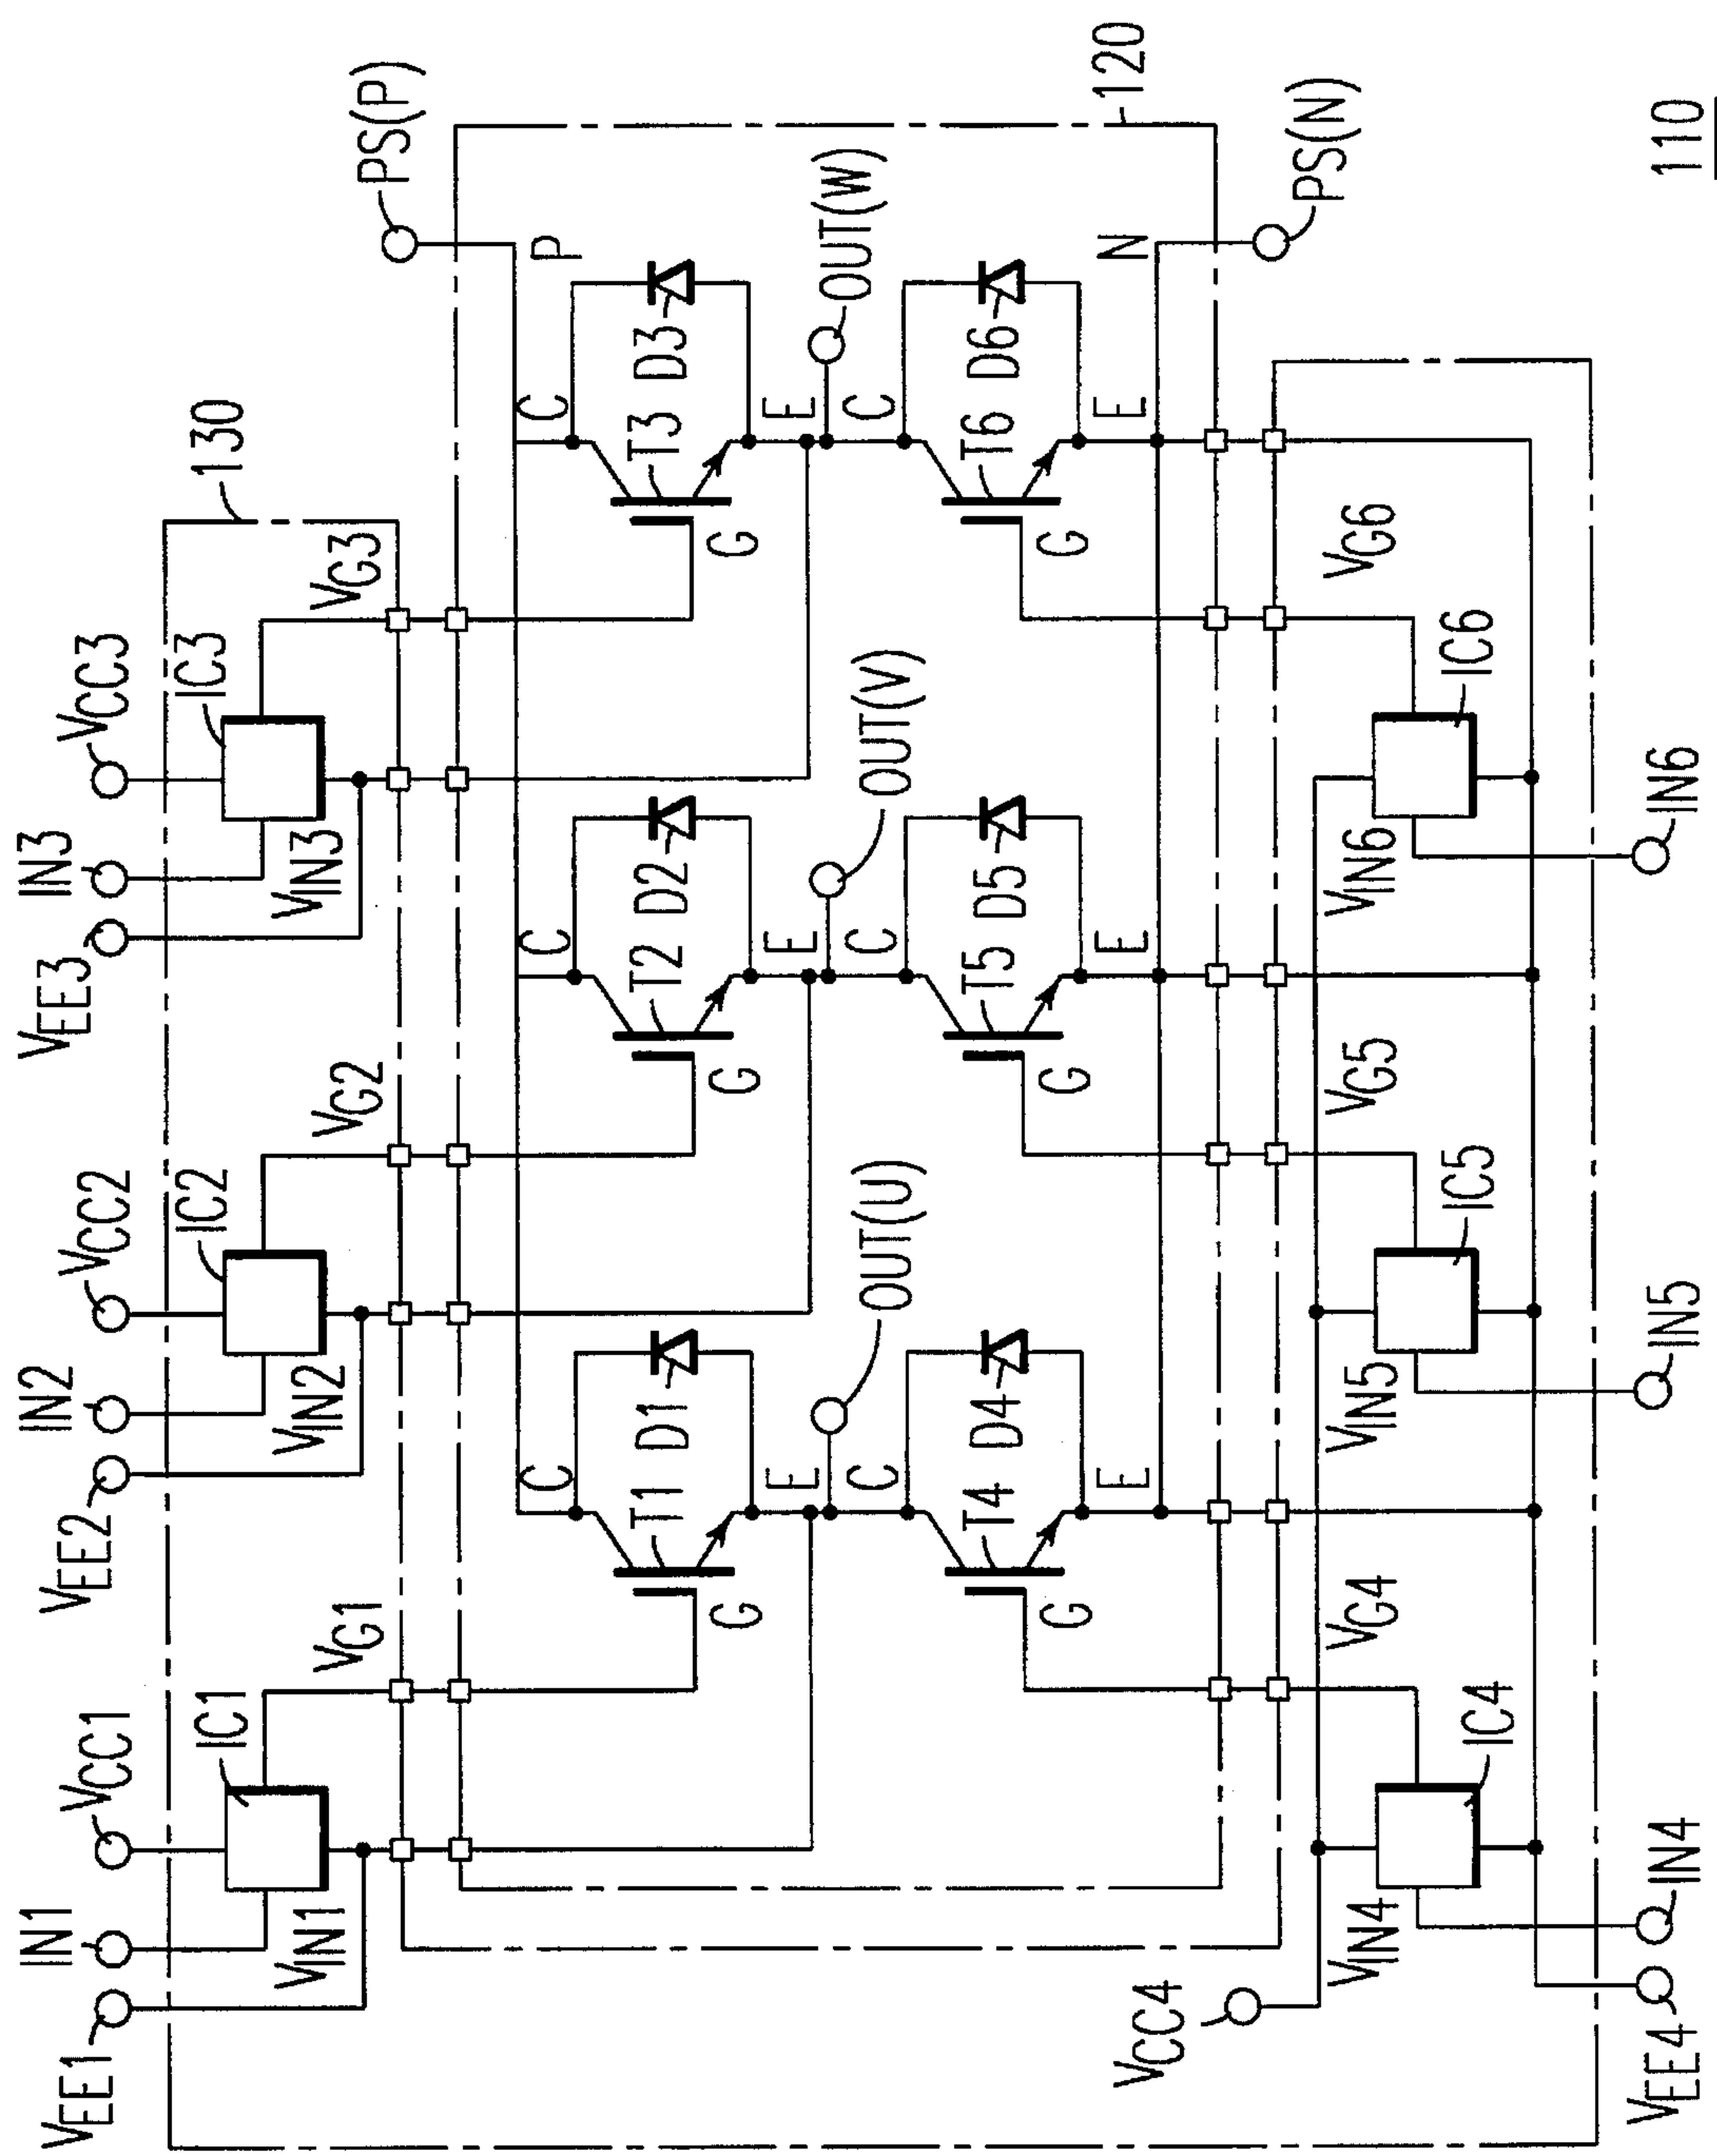 VEE1
IN1
VCC1
VEE2
IN2
VCC2
VEE3
IN3
VCC3
130
IC1
IC2
IC3
VIN1
VG1
VIN2
VG2
VIN3
VG3
PS(P)
C
C
C
P
T1
D1
T2
D2
T3
D3
G
E
G
E
G
E
OUT(U)
OUT(V)
OUT(W)
C
C
C
T4
D4
T5
D5
T6
D6
G
E
G
E
G
E
N
120
PS(N)
VCC4
VIN4
VG4
VIN5
VG5
VIN6
VG6
IC4
IC5
IC6
VEE4
IN4
IN5
IN6
110